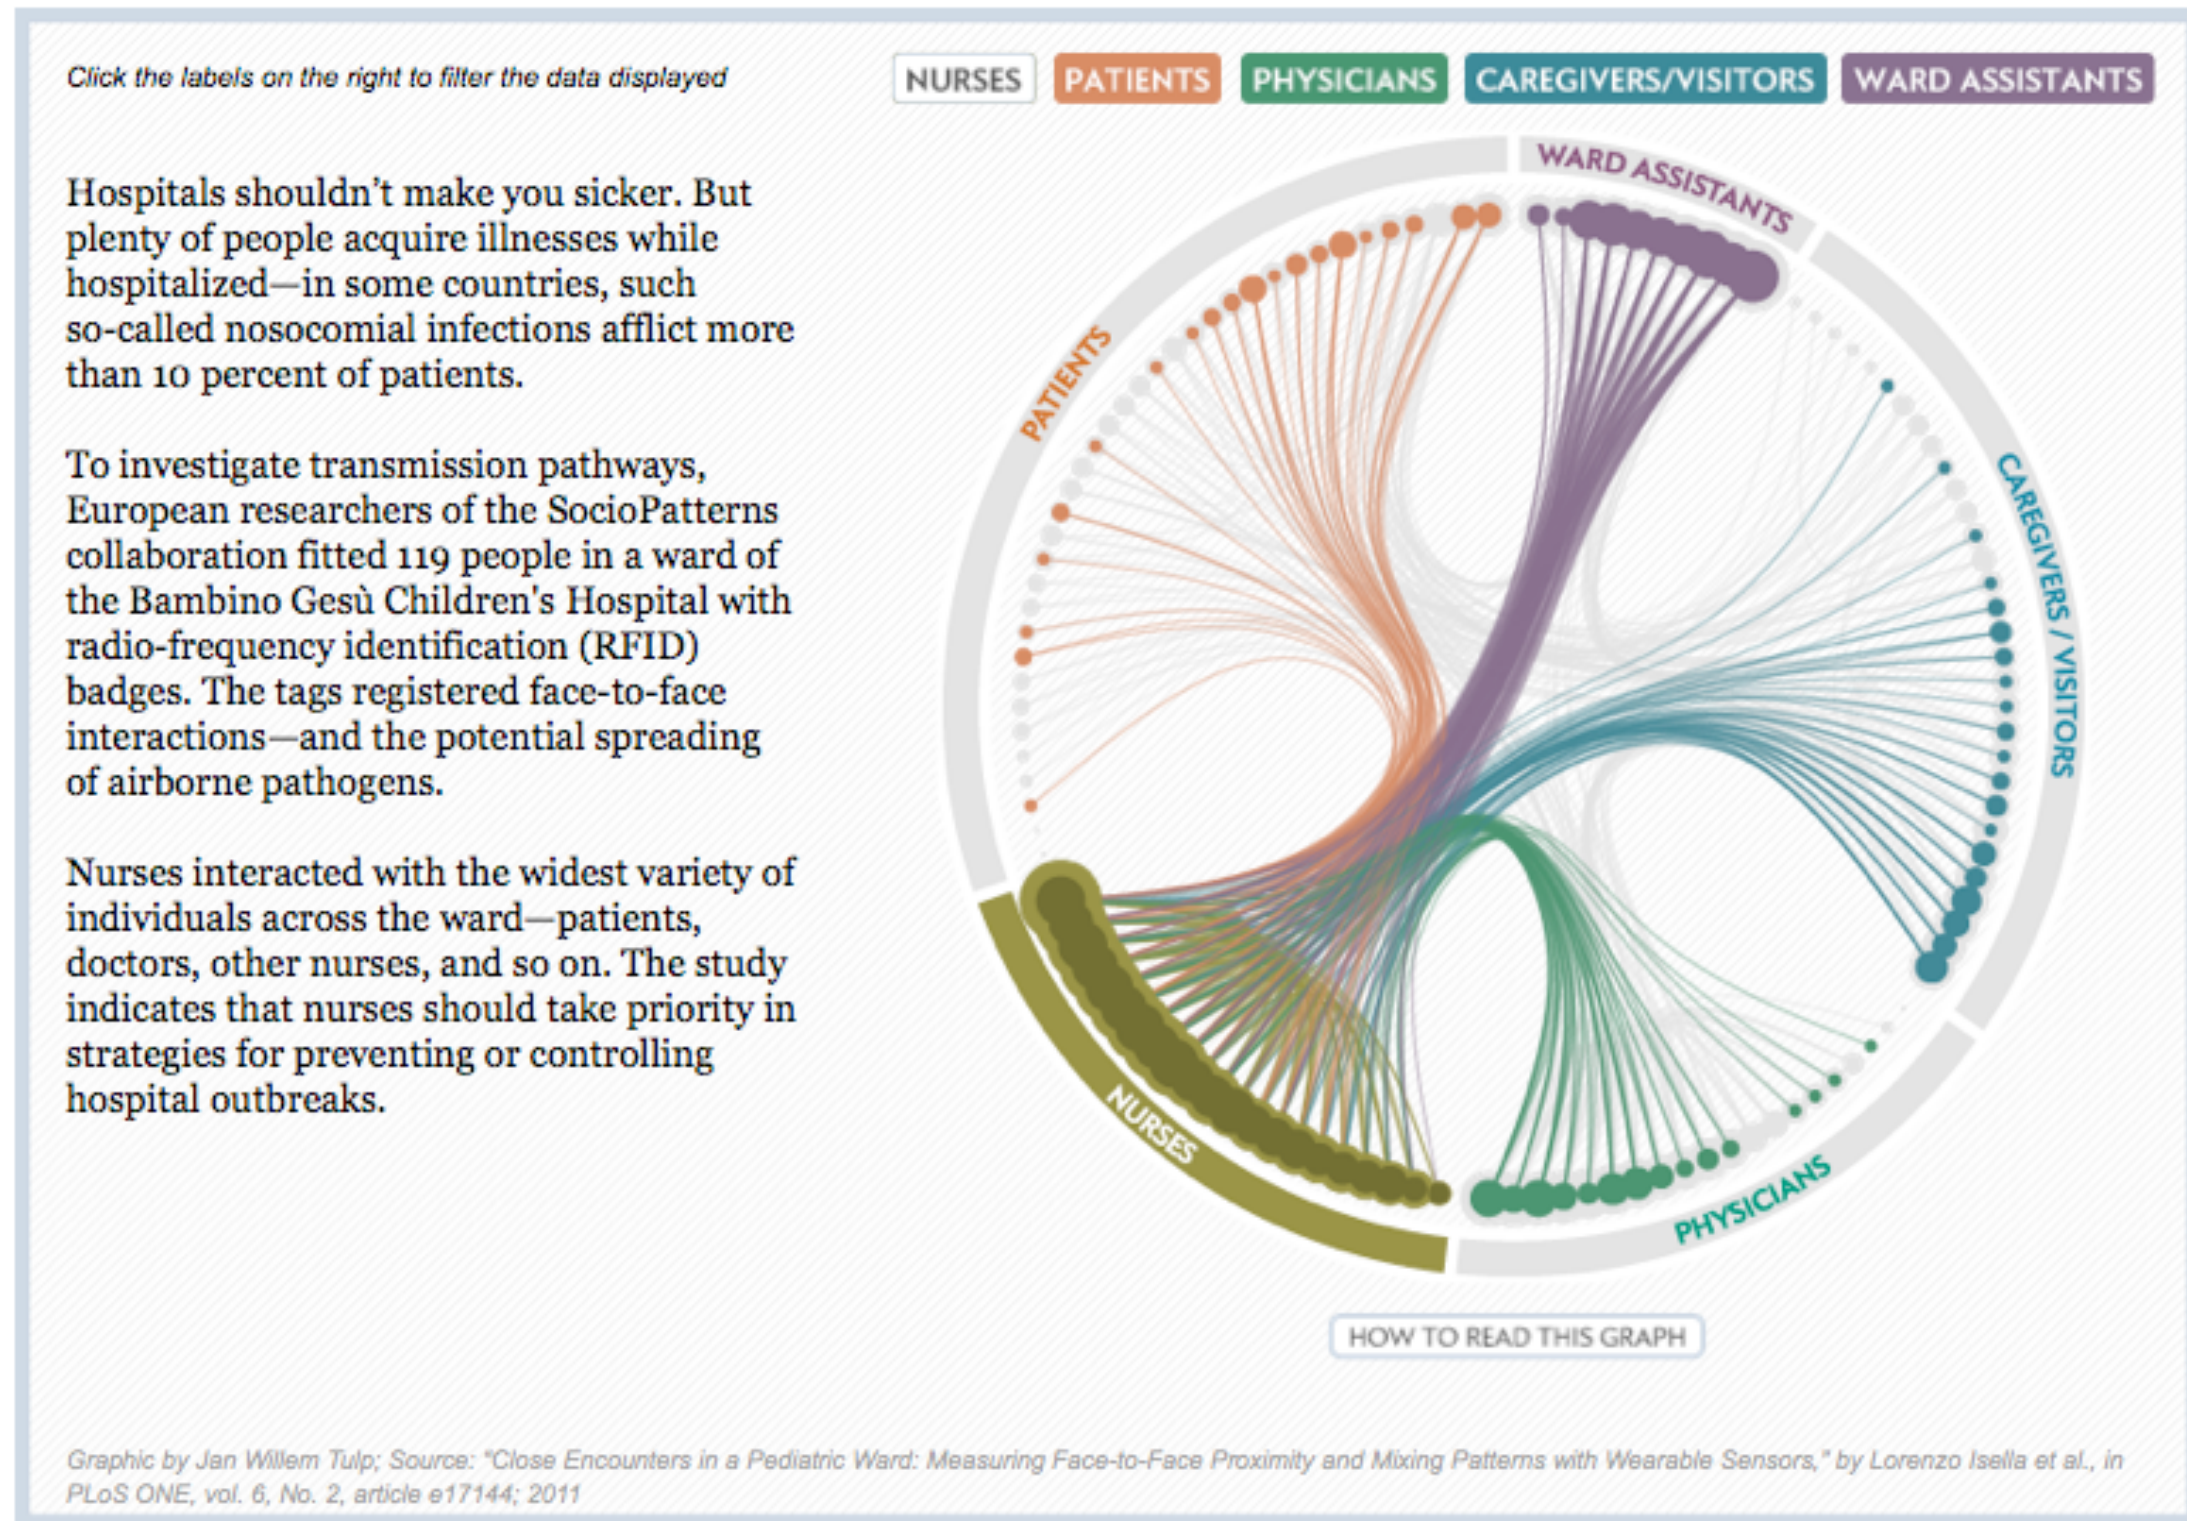 Click the labels on the right to filter the data displayed
NURSES
PATIENTS
PHYSICIANS
CAREGIVERS/VISITORS
WARD ASSISTANTS
Hospitals shouldn’t make you sicker. But
plenty of people acquire illnesses while
hospitalized—in some countries, such
so-called nosocomial infections afflict more
than 10 percent of patients.
To investigate transmission pathways,
European researchers of the SocioPatterns
collaboration fitted 119 people in a ward of
the Bambino Gesù Children's Hospital with
radio-frequency identification (RFID)
badges. The tags registered face-to-face
interactions—and the potential spreading
of airborne pathogens.
Nurses interacted with the widest variety of
individuals across the ward—patients,
doctors, other nurses, and so on. The study
indicates that nurses should take priority in
strategies for preventing or controlling
hospital outbreaks.
WARD ASSISTANTS
PATIENTS
CAREGIVERS / VISITORS
NURSES
PHYSICIANS
HOW TO READ THIS GRAPH
Graphic by Jan Willem Tulp; Source: "Close Encounters in a Pediatric Ward: Measuring Face-to-Face Proximity and Mixing Patterns with Wearable Sensors," by Lorenzo Isella et al., in
PLoS ONE, vol. 6, No. 2, article e17144; 2011